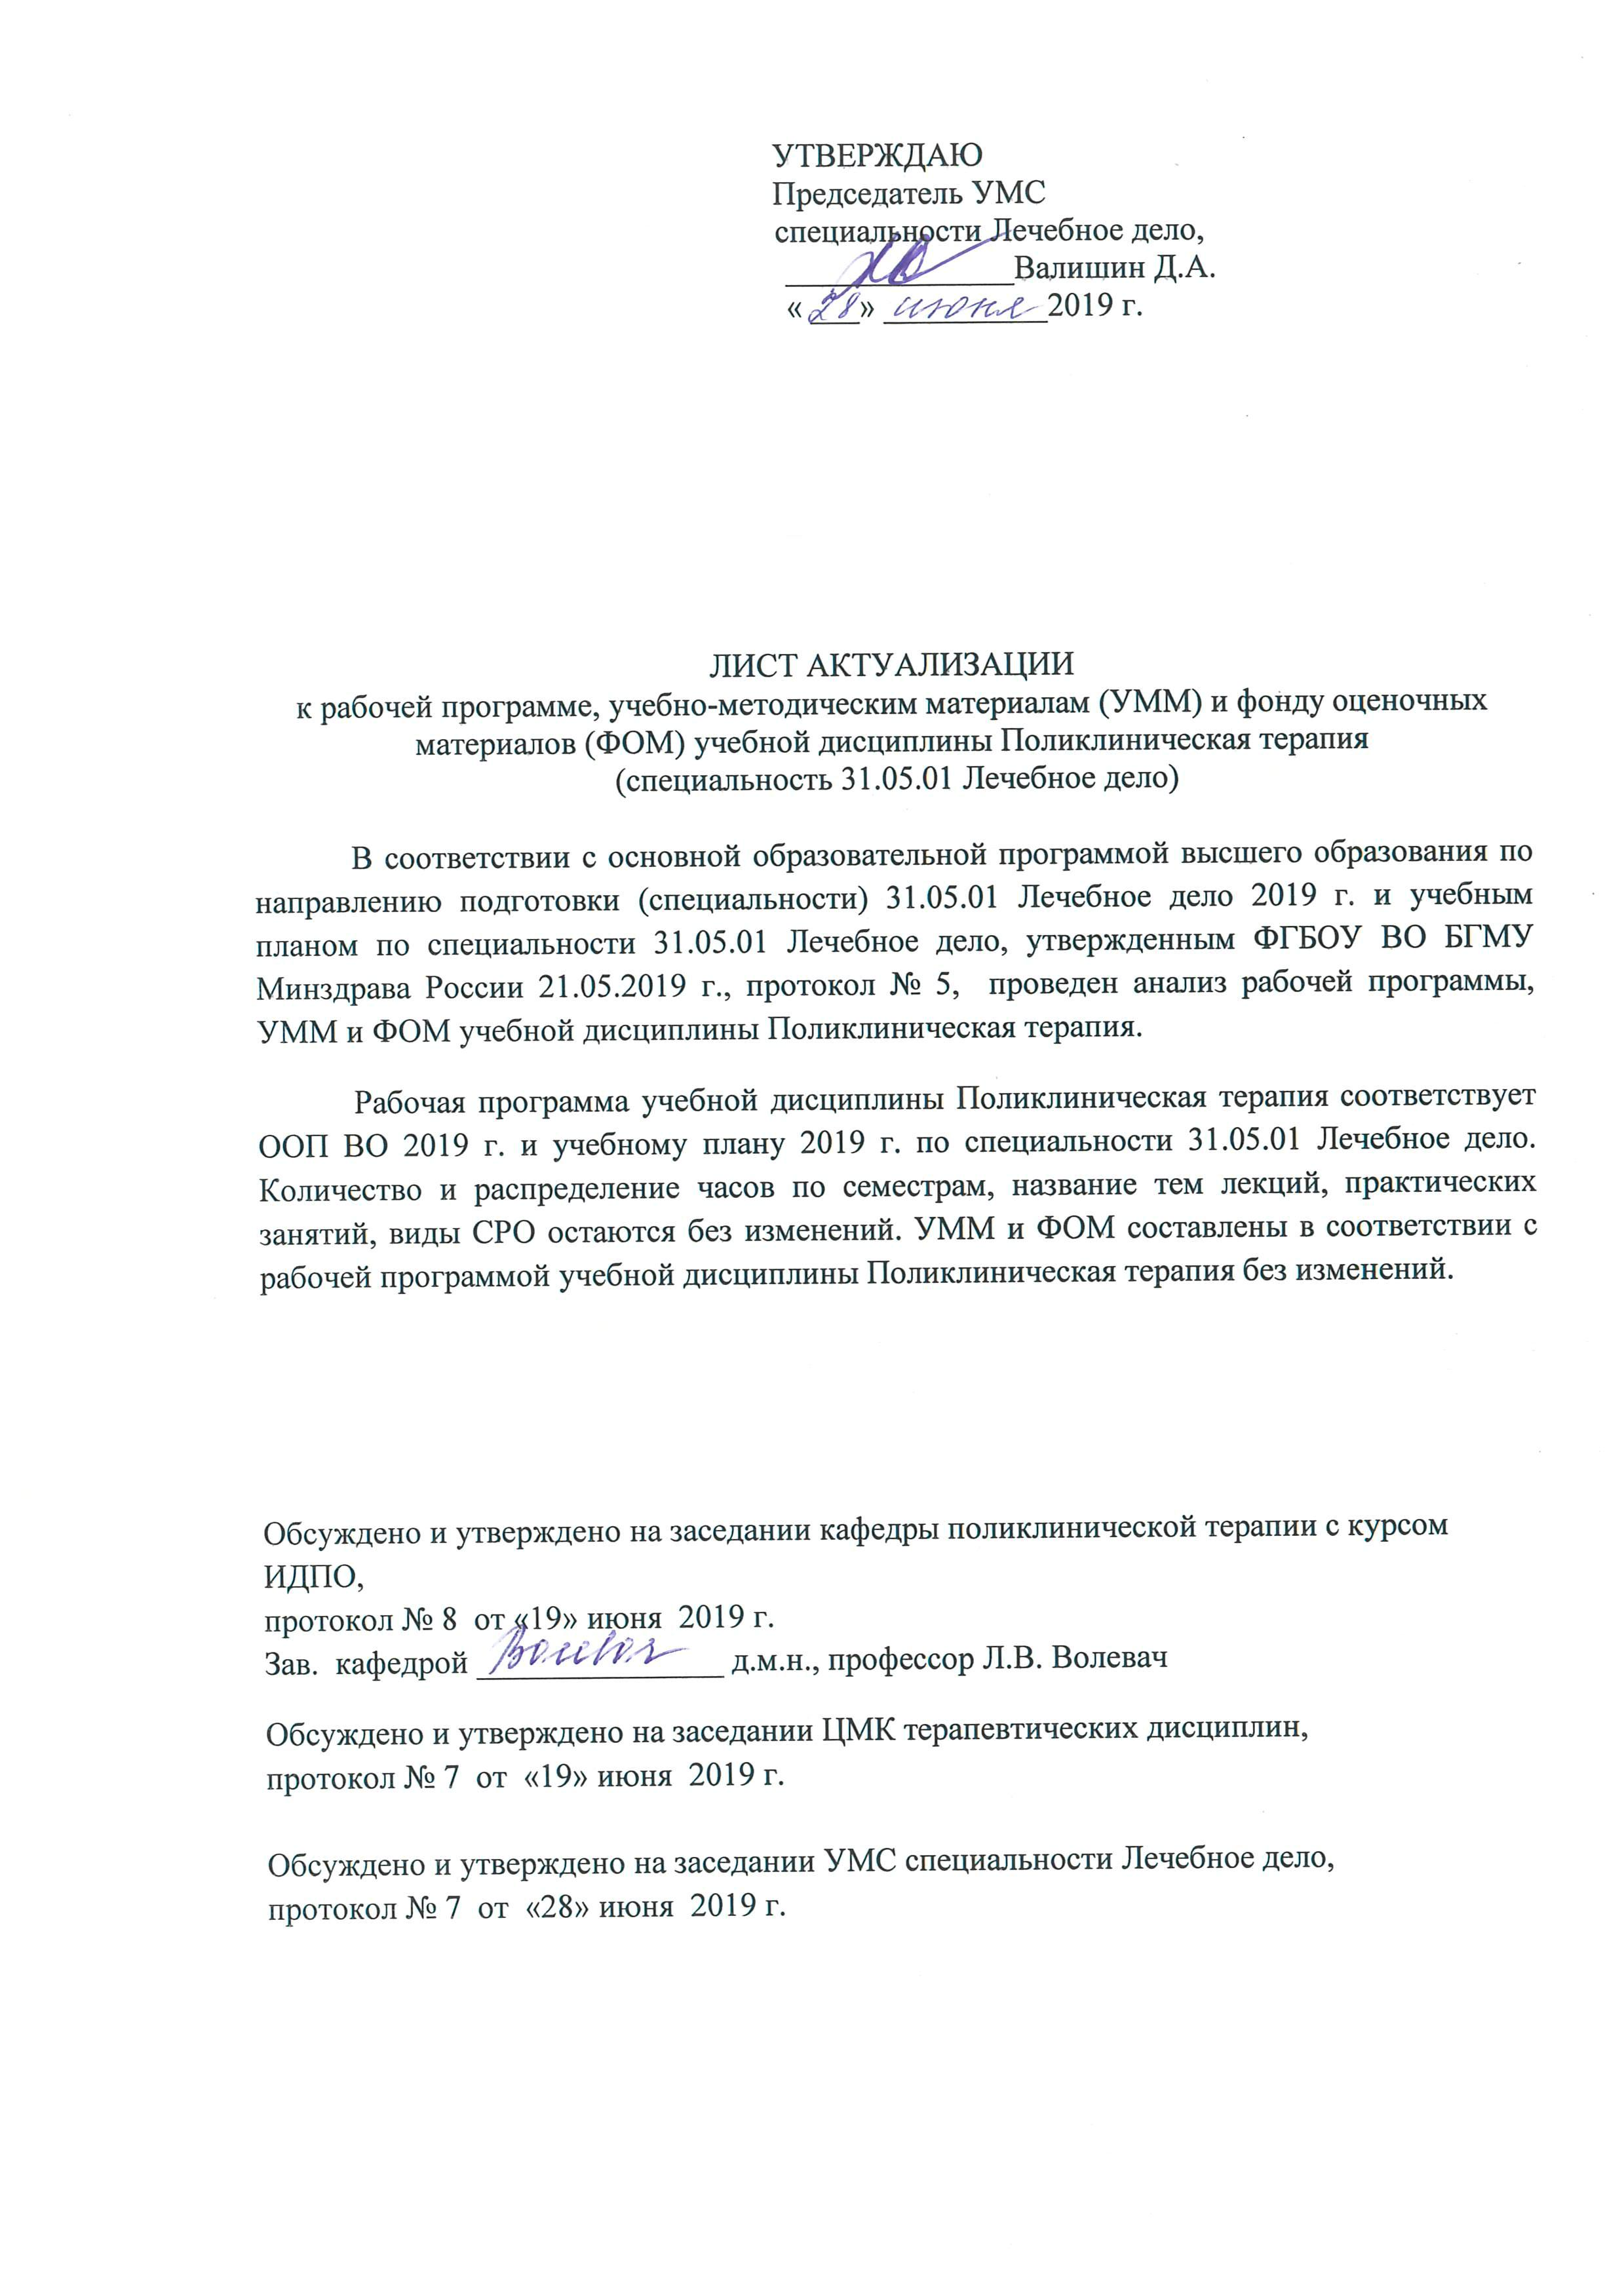 УТВЕРЖДАЮ
Председатель УМС
специальности Лечебное дело,
______________Валишин Д.А.
«28» июня 2019 г.
ЛИСТ АКТУАЛИЗАЦИИ
к рабочей программе, учебно-методическим материалам (УММ) и фонду оценочных
материалов (ФОМ) учебной дисциплины Поликлиническая терапия
(специальность 31.05.01 Лечебное дело)
В соответствии с основной образовательной программой высшего образования по
направлению подготовки (специальности) 31.05.01 Лечебное дело 2019 г. и учебным
планом по специальности 31.05.01 Лечебное дело, утвержденным ФГБОУ ВО БГМУ
Минздрава России 21.05.2019 г., протокол № 5, проведен анализ рабочей программы,
УММ и ФОМ учебной дисциплины Поликлиническая терапия.
Рабочая программа учебной дисциплины Поликлиническая терапия соответствует
ООП ВО 2019 г. и учебному плану 2019 г. по специальности 31.05.01 Лечебное дело.
Количество и распределение часов по семестрам, название тем лекций, практических
занятий, виды СРО остаются без изменений. УММ и ФОМ составлены в соответствии с
рабочей программой учебной дисциплины Поликлиническая терапия без изменений.
Обсуждено и утверждено на заседании кафедры поликлинической терапии с курсом
ИДПО,
протокол № 8 от «19» июня 2019 г.
Зав. кафедрой _______________ д.м.н., профессор Л.В. Волевач
Обсуждено и утверждено на заседании ЦМК терапевтических дисциплин,
протокол № 7 от «19» июня 2019 г.
Обсуждено и утверждено на заседании УМС специальности Лечебное дело,
протокол № 7 от «28» июня 2019 г.